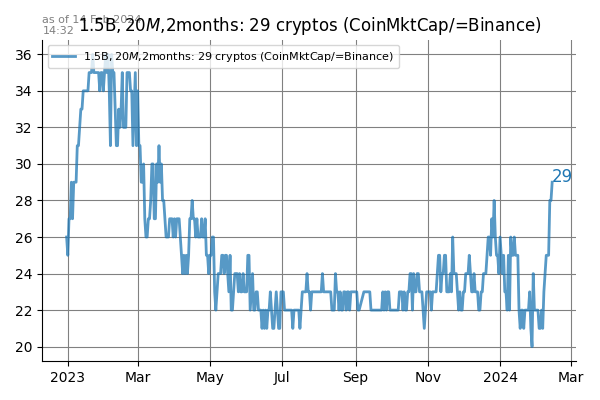 as of 14 Feb 2024
14:32
1.5B, 20M,2months: 29 cryptos (CoinMktCap/=Binance)
1.5B, 20M,2months: 29 cryptos (CoinMktCap/=Binance)
36
34
32
30
28
26
24
22
20
29
2023 Mar May Jul Sep Nov 2024 Mar